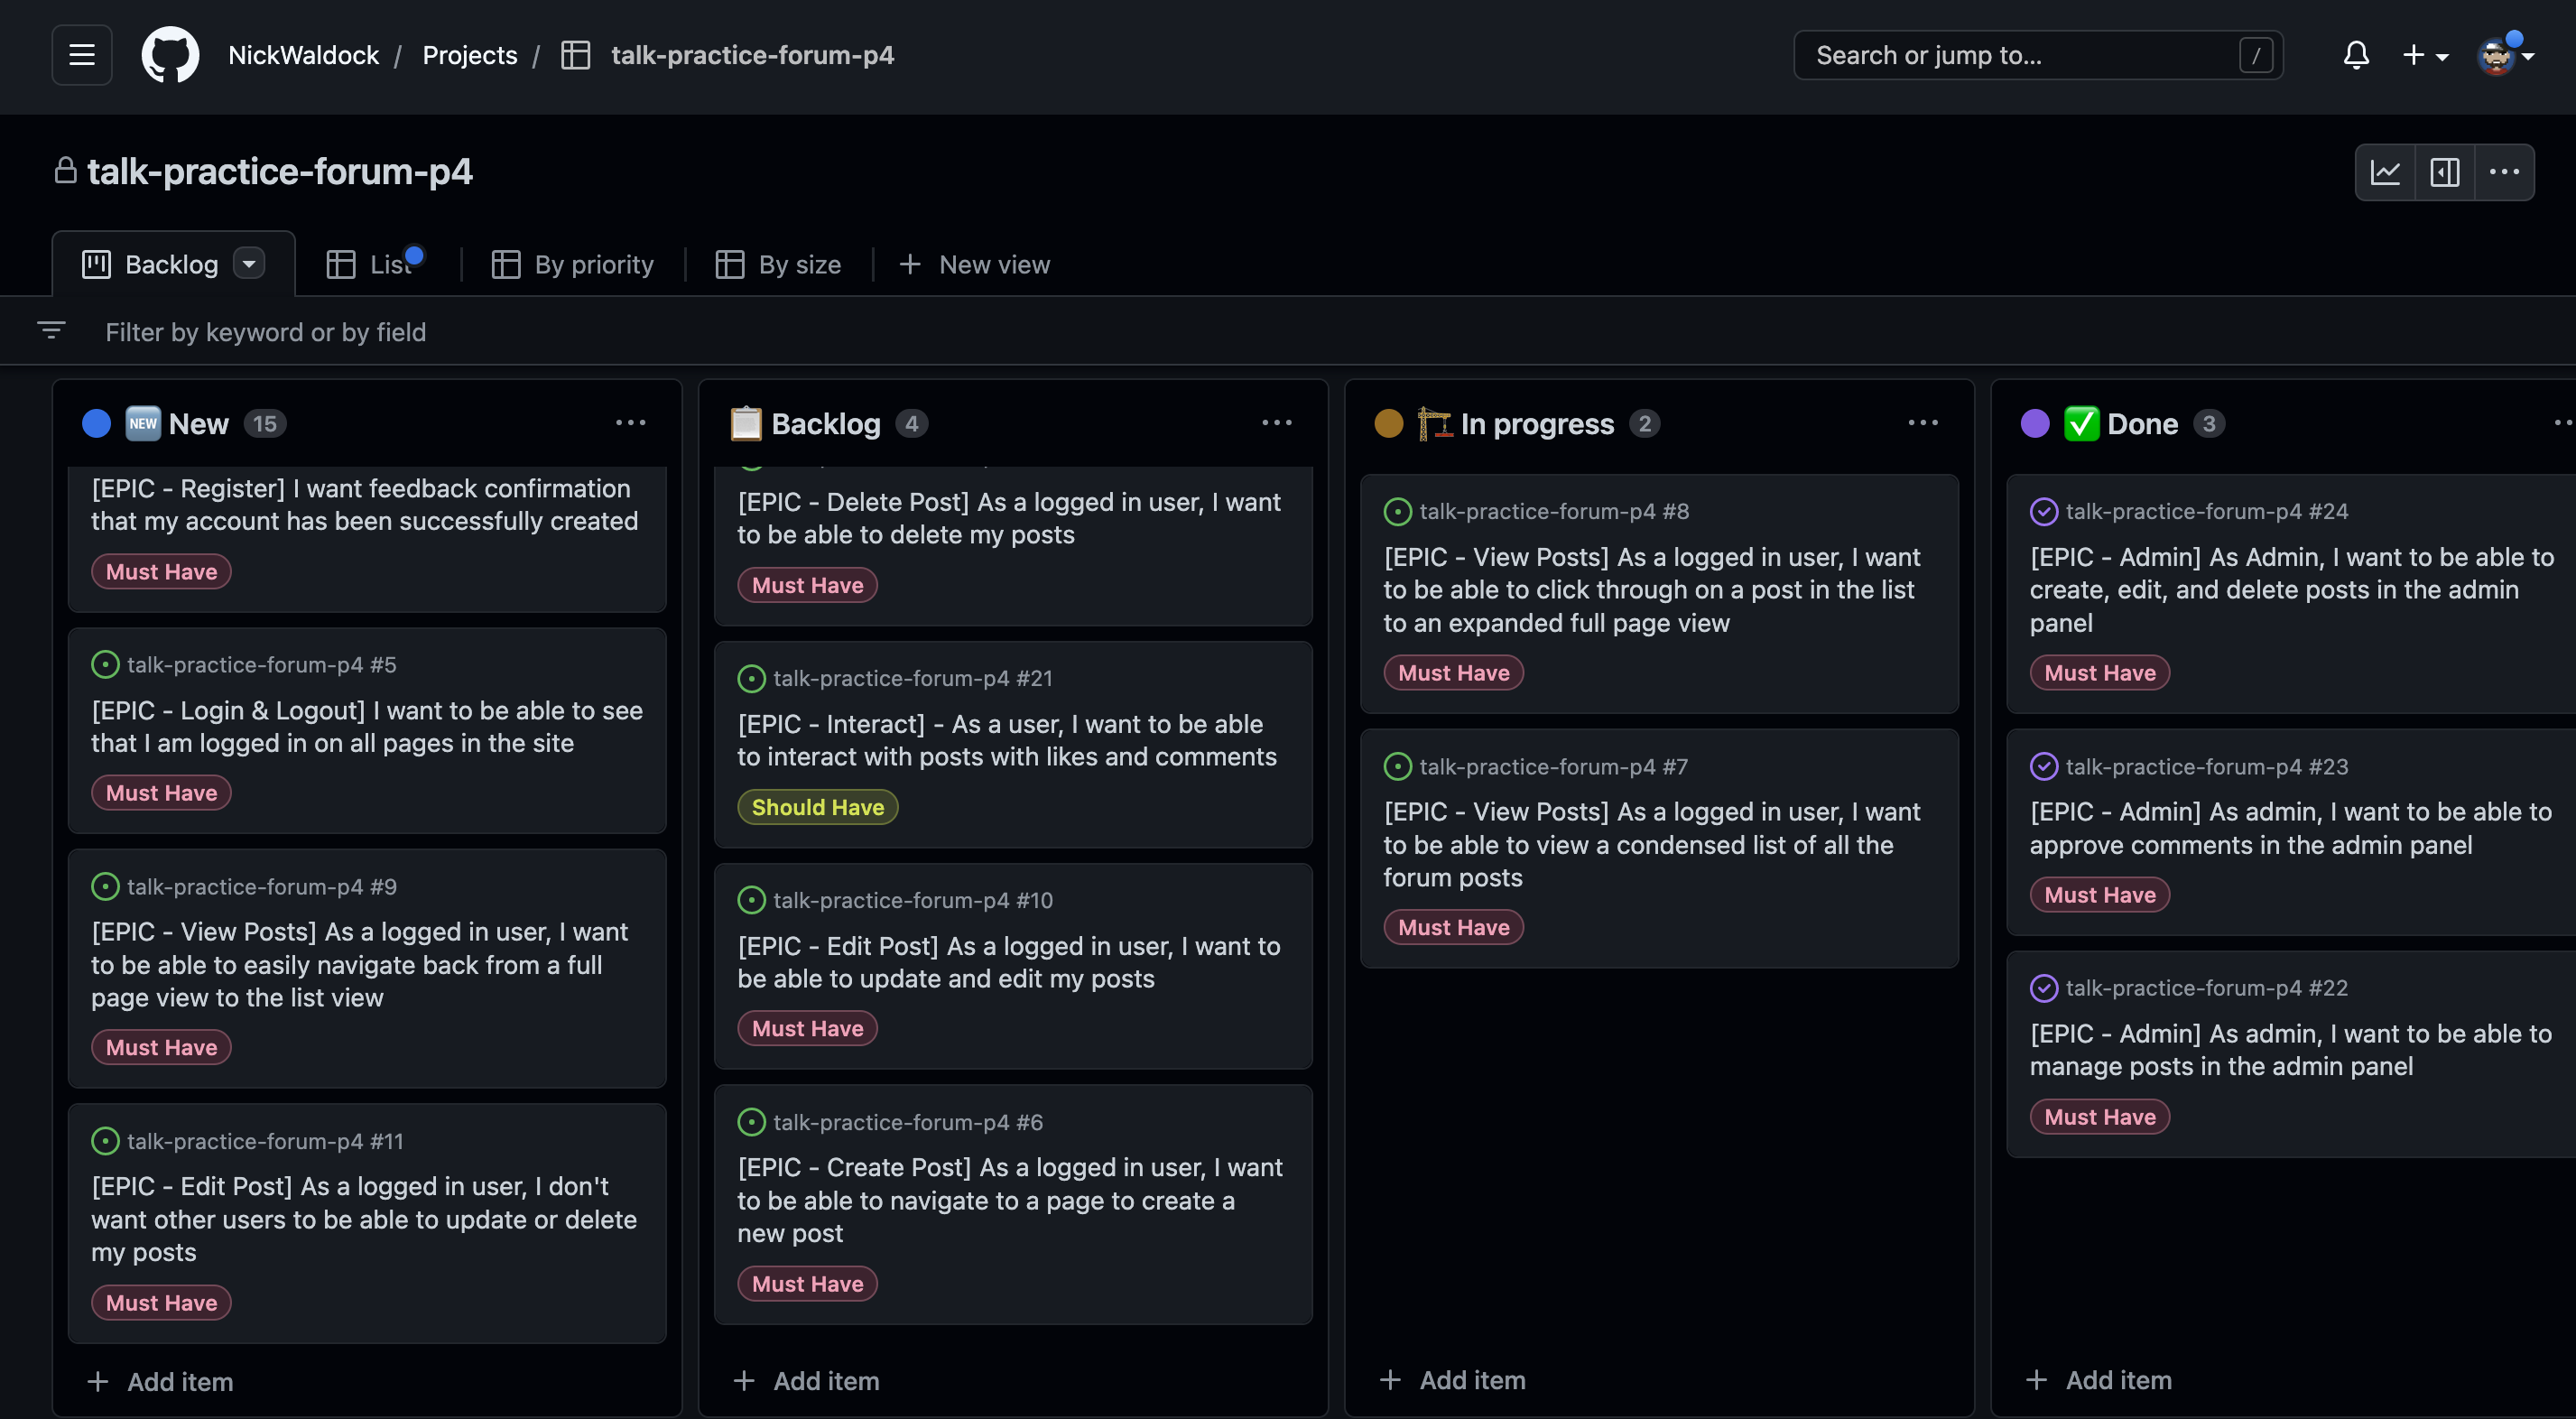 NickWaldock / Projects / talk-practice-forum-p4
Search or jump to... /
talk-practice-forum-p4
Backlog
List
By priority
By size
New view
Filter by keyword or by field
NEW New 15
[EPIC - Register] I want feedback confirmation
that my account has been successfully created
Must Have
talk-practice-forum-p4 #5
[EPIC - Login & Logout] I want to be able to see
that I am logged in on all pages in the site
Must Have
talk-practice-forum-p4 #9
[EPIC - View Posts] As a logged in user, I want
to be able to easily navigate back from a full
page view to the list view
Must Have
talk-practice-forum-p4 #11
[EPIC - Edit Post] As a logged in user, I don't
want other users to be able to update or delete
my posts
Must Have
+ Add item
Backlog 4
[EPIC - Delete Post] As a logged in user, I want
to be able to delete my posts
Must Have
talk-practice-forum-p4 #21
[EPIC - Interact] - As a user, I want to be able
to interact with posts with likes and comments
Should Have
talk-practice-forum-p4 #10
[EPIC - Edit Post] As a logged in user, I want to
be able to update and edit my posts
Must Have
talk-practice-forum-p4 #6
[EPIC - Create Post] As a logged in user, I want
to be able to navigate to a page to create a
new post
Must Have
+ Add item
In progress 2
talk-practice-forum-p4 #8
[EPIC - View Posts] As a logged in user, I want
to be able to click through on a post in the list
to an expanded full page view
Must Have
talk-practice-forum-p4 #7
[EPIC - View Posts] As a logged in user, I want
to be able to view a condensed list of all the
forum posts
Must Have
+ Add item
Done 3
talk-practice-forum-p4 #24
[EPIC - Admin] As Admin, I want to be able to
create, edit, and delete posts in the admin
panel
Must Have
talk-practice-forum-p4 #23
[EPIC - Admin] As admin, I want to be able to
approve comments in the admin panel
Must Have
talk-practice-forum-p4 #22
[EPIC - Admin] As admin, I want to be able to
manage posts in the admin panel
Must Have
+ Add item